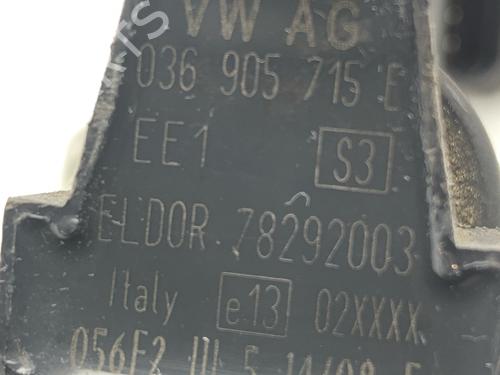 VW AG
036 905 715 E
EE1 S3
ELDOR 78292003
Italy e13 02XXXX